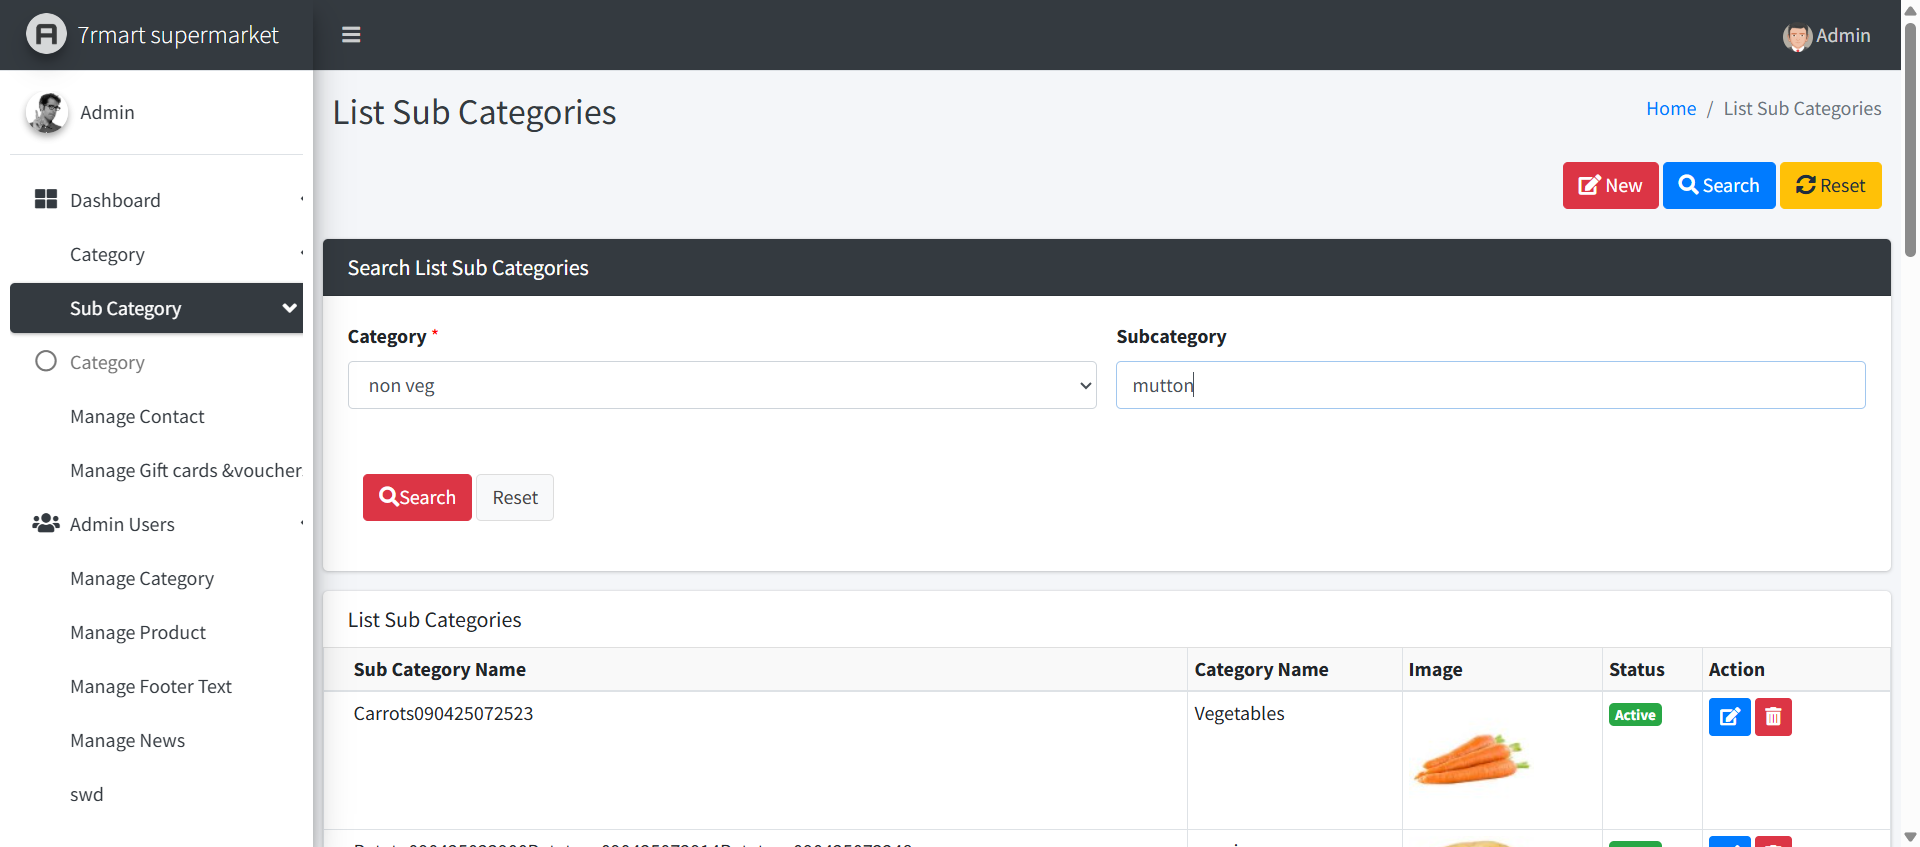 7rmart supermarket
Admin
Admin
List Sub Categories
Home / List Sub Categories
New
Search
Reset
Dashboard
Category
Sub Category
Category
Manage Contact
Manage Gift cards &voucher
Admin Users
Manage Category
Manage Product
Manage Footer Text
Manage News
swd
Search List Sub Categories
Category *
Subcategory
non veg
mutton
Search
Reset
List Sub Categories
Sub Category Name Category Name Image Status Action
Carrots090425072523 Vegetables Active